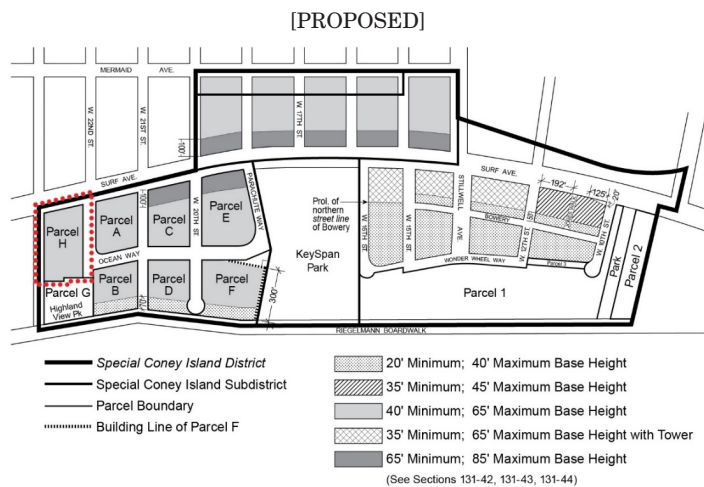 [PROPOSED]
MERMAID AVE.
W. 22ND ST.
W. 21ST ST.
W. 17TH ST.
100'
SURF AVE.
SURF AVE.
192'
125'
20'
PARACHUTE WAY
Parcel H
Parcel A
100'
Parcel C
W. 20TH ST.
Parcel E
Prol. of
northern
street line
of Bowery
W. 16TH ST.
W. 15TH ST.
STILLWELL AVE.
BOWERY
W. 12TH ST.
W. 10TH ST.
OCEAN WAY
KeySpan
Park
WONDER WHEEL WAY
Parcel 3
Park
Parcel 2
Parcel G
Highland
View Pk
Parcel B
70'
Parcel D
Parcel F
300'
Parcel 1
RIEGELMANN BOARDWALK
Special Coney Island District
Special Coney Island Subdistrict
Parcel Boundary
Building Line of Parcel F
20' Minimum; 40' Maximum Base Height
35' Minimum; 45' Maximum Base Height
40' Minimum; 65' Maximum Base Height
35' Minimum; 65' Maximum Base Height with Tower
65' Minimum; 85' Maximum Base Height
(See Sections 131-42, 131-43, 131-44)